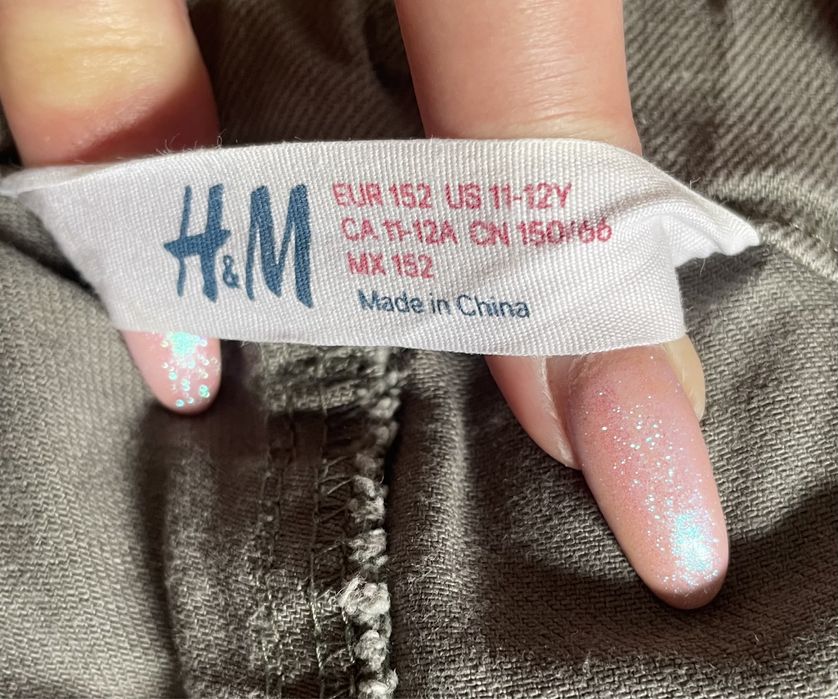 H&M
EUR 152 US 11-12Y
CA 11-12A CN 150/66
MX 152
Made in China